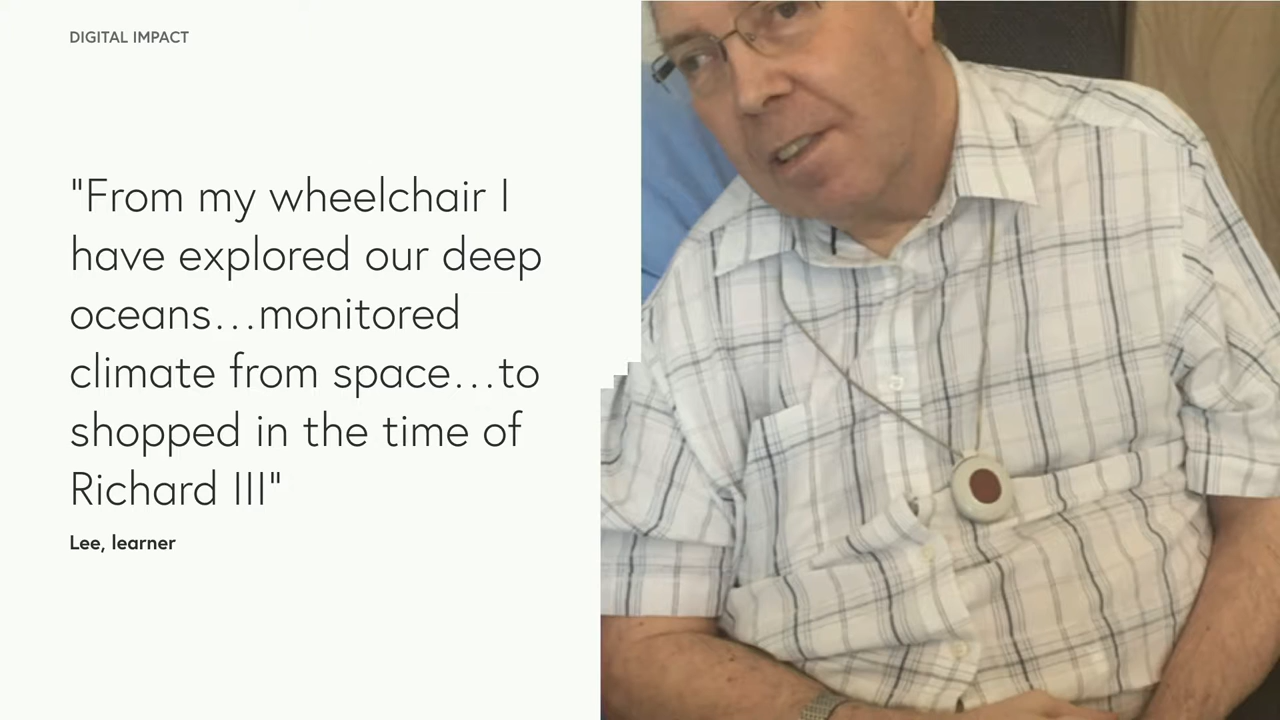 DIGITAL IMPACT
"From my wheelchair I
have explored our deep
oceans...monitored
climate from space...to
shopped in the time of
Richard III"
Lee, learner